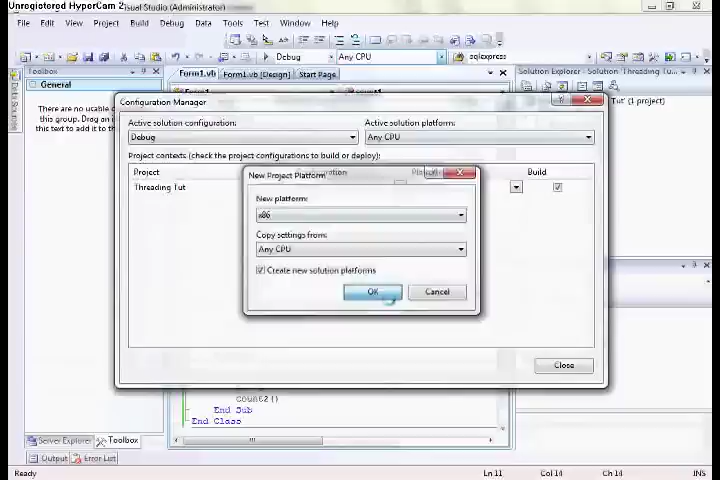 Unregistered HyperCam 2
isual Studio (Administrator)
File Edit View Project Build Debug Data Tools Test Window Help
Debug Any CPU sqlexpress
Toolbox Form1.vb Form1.vb [Design] Start Page Solution Explorer - Solution 'Threading Tu...
General
Data Sources
There are no usable c
this group. Drag an i
this text to add it to th
Tut' (1 project)
Configuration Manager
Active solution configuration: Active solution platform:
Debug Any CPU
Project contexts (check the project configurations to build or deploy):
Project Build
Threading Tut
New Project Platform
New platform:
x86
Copy settings from:
Any CPU
Create new solution platforms
OK Cancel
Close
count2()
End Sub
End Class
Server Explorer Toolbox
Output Error List
Ready Ln 11 Col 14 Ch 14 INS